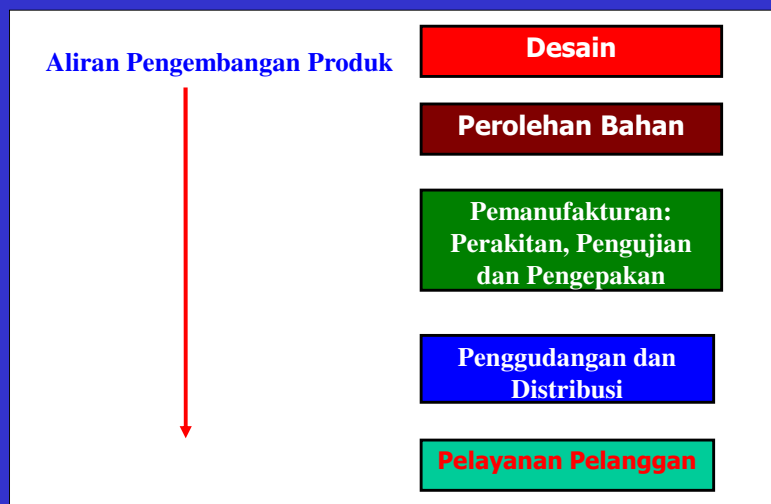 Aliran Pengembangan Produk
Desain
Perolehan Bahan
Pemanufakturan:
Perakitan, Pengujian
dan Pengepakan
Penggudangan dan
Distribusi
Pelayanan Pelanggan